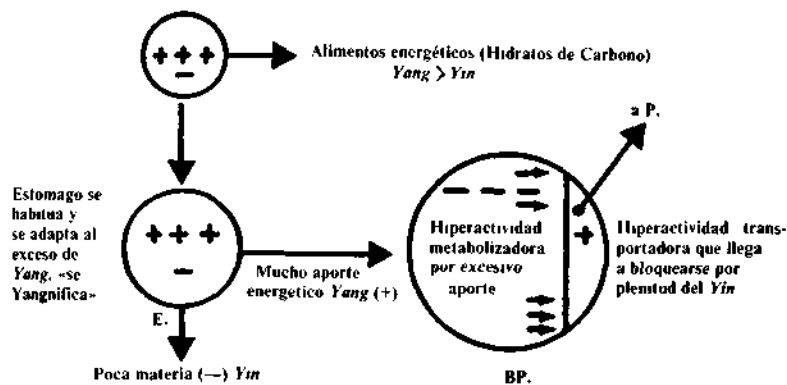 + + +
−
Alimentos energéticos (Hidratos de Carbono)
Yang > Yin
a P.
Estomago se
habitua y
se adapta al
exceso de
Yang, «se
Yangnifica»
+ + +
−
E.
Mucho aporte
energetico Yang (+)
Poca materia (—) Yin
— — —
Hiperactividad
metabolizadora
por excesivo
aporte
+
BP.
Hiperactividad trans-
portadora que llega
a bloquearse por
plenitud del Yin